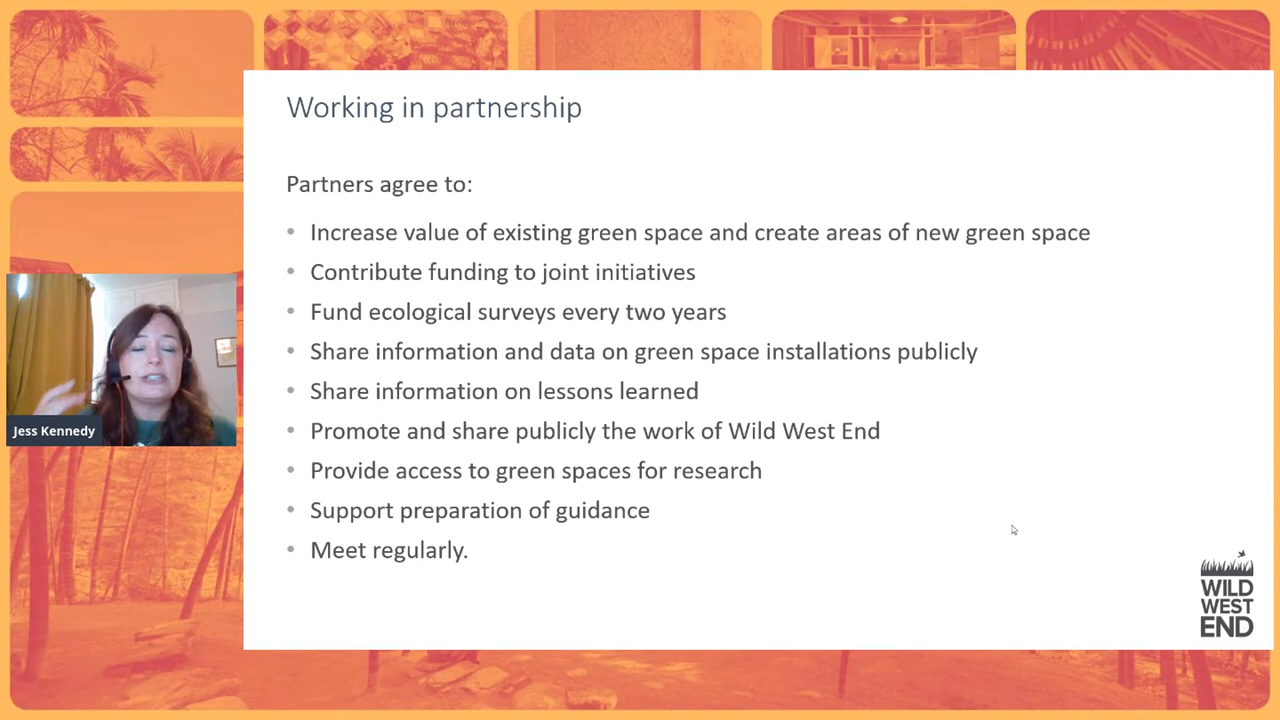 Working in partnership
Partners agree to:
• Increase value of existing green space and create areas of new green space
• Contribute funding to joint initiatives
• Fund ecological surveys every two years
• Share information and data on green space installations publicly
• Share information on lessons learned
• Promote and share publicly the work of Wild West End
• Provide access to green spaces for research
• Support preparation of guidance
• Meet regularly.
Jess Kennedy
WILD
WEST
END